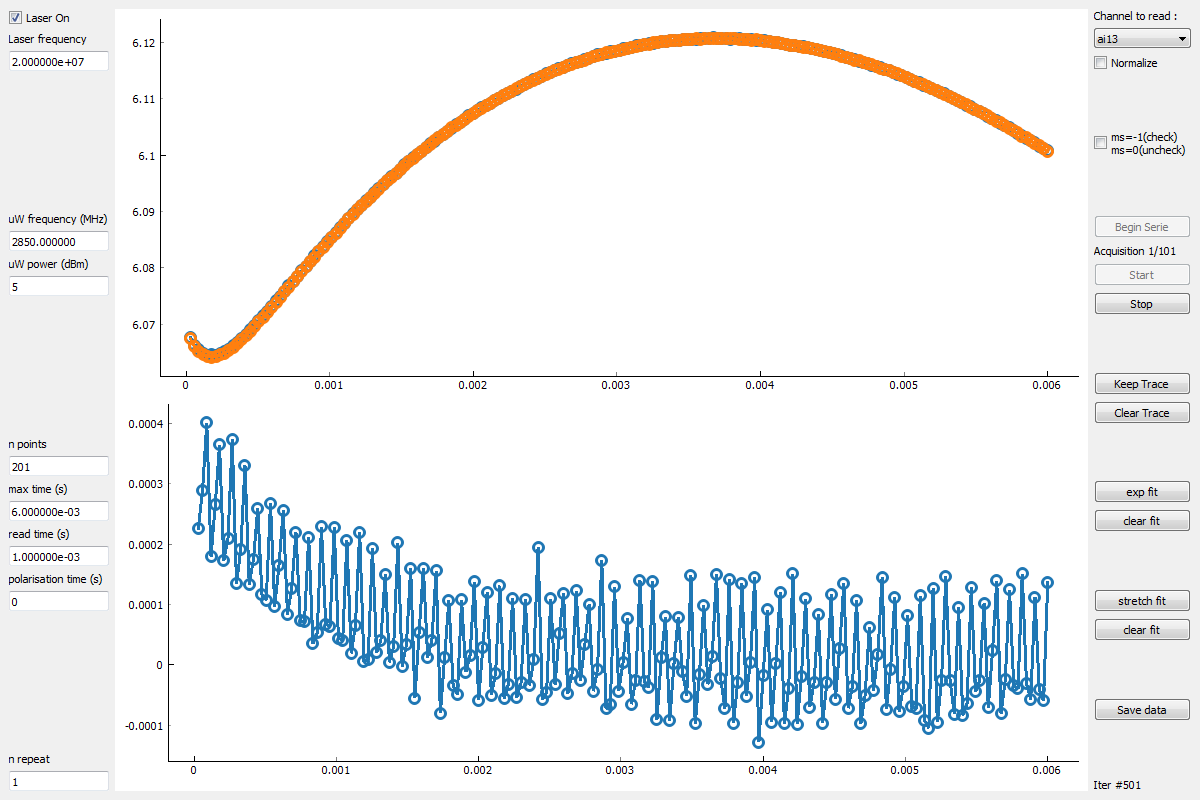 Laser On
Laser frequency
2.000000e+07
uW frequency (MHz)
2850.000000
uW power (dBm)
5
n points
201
max time (s)
6.000000e-03
read time (s)
1.000000e-03
polarisation time (s)
0
n repeat
1
6.12
6.11
6.1
6.09
6.08
6.07
0 0.001 0.002 0.003 0.004 0.005 0.006
0.0004
0.0003
0.0002
0.0001
0
-0.0001
0 0.001 0.002 0.003 0.004 0.005 0.006
Channel to read :
ai13
Normalize
ms=-1(check)
ms=0(uncheck)
Begin Serie
Acquisition 1/101
Start
Stop
Keep Trace
Clear Trace
exp fit
clear fit
stretch fit
clear fit
Save data
Iter #501